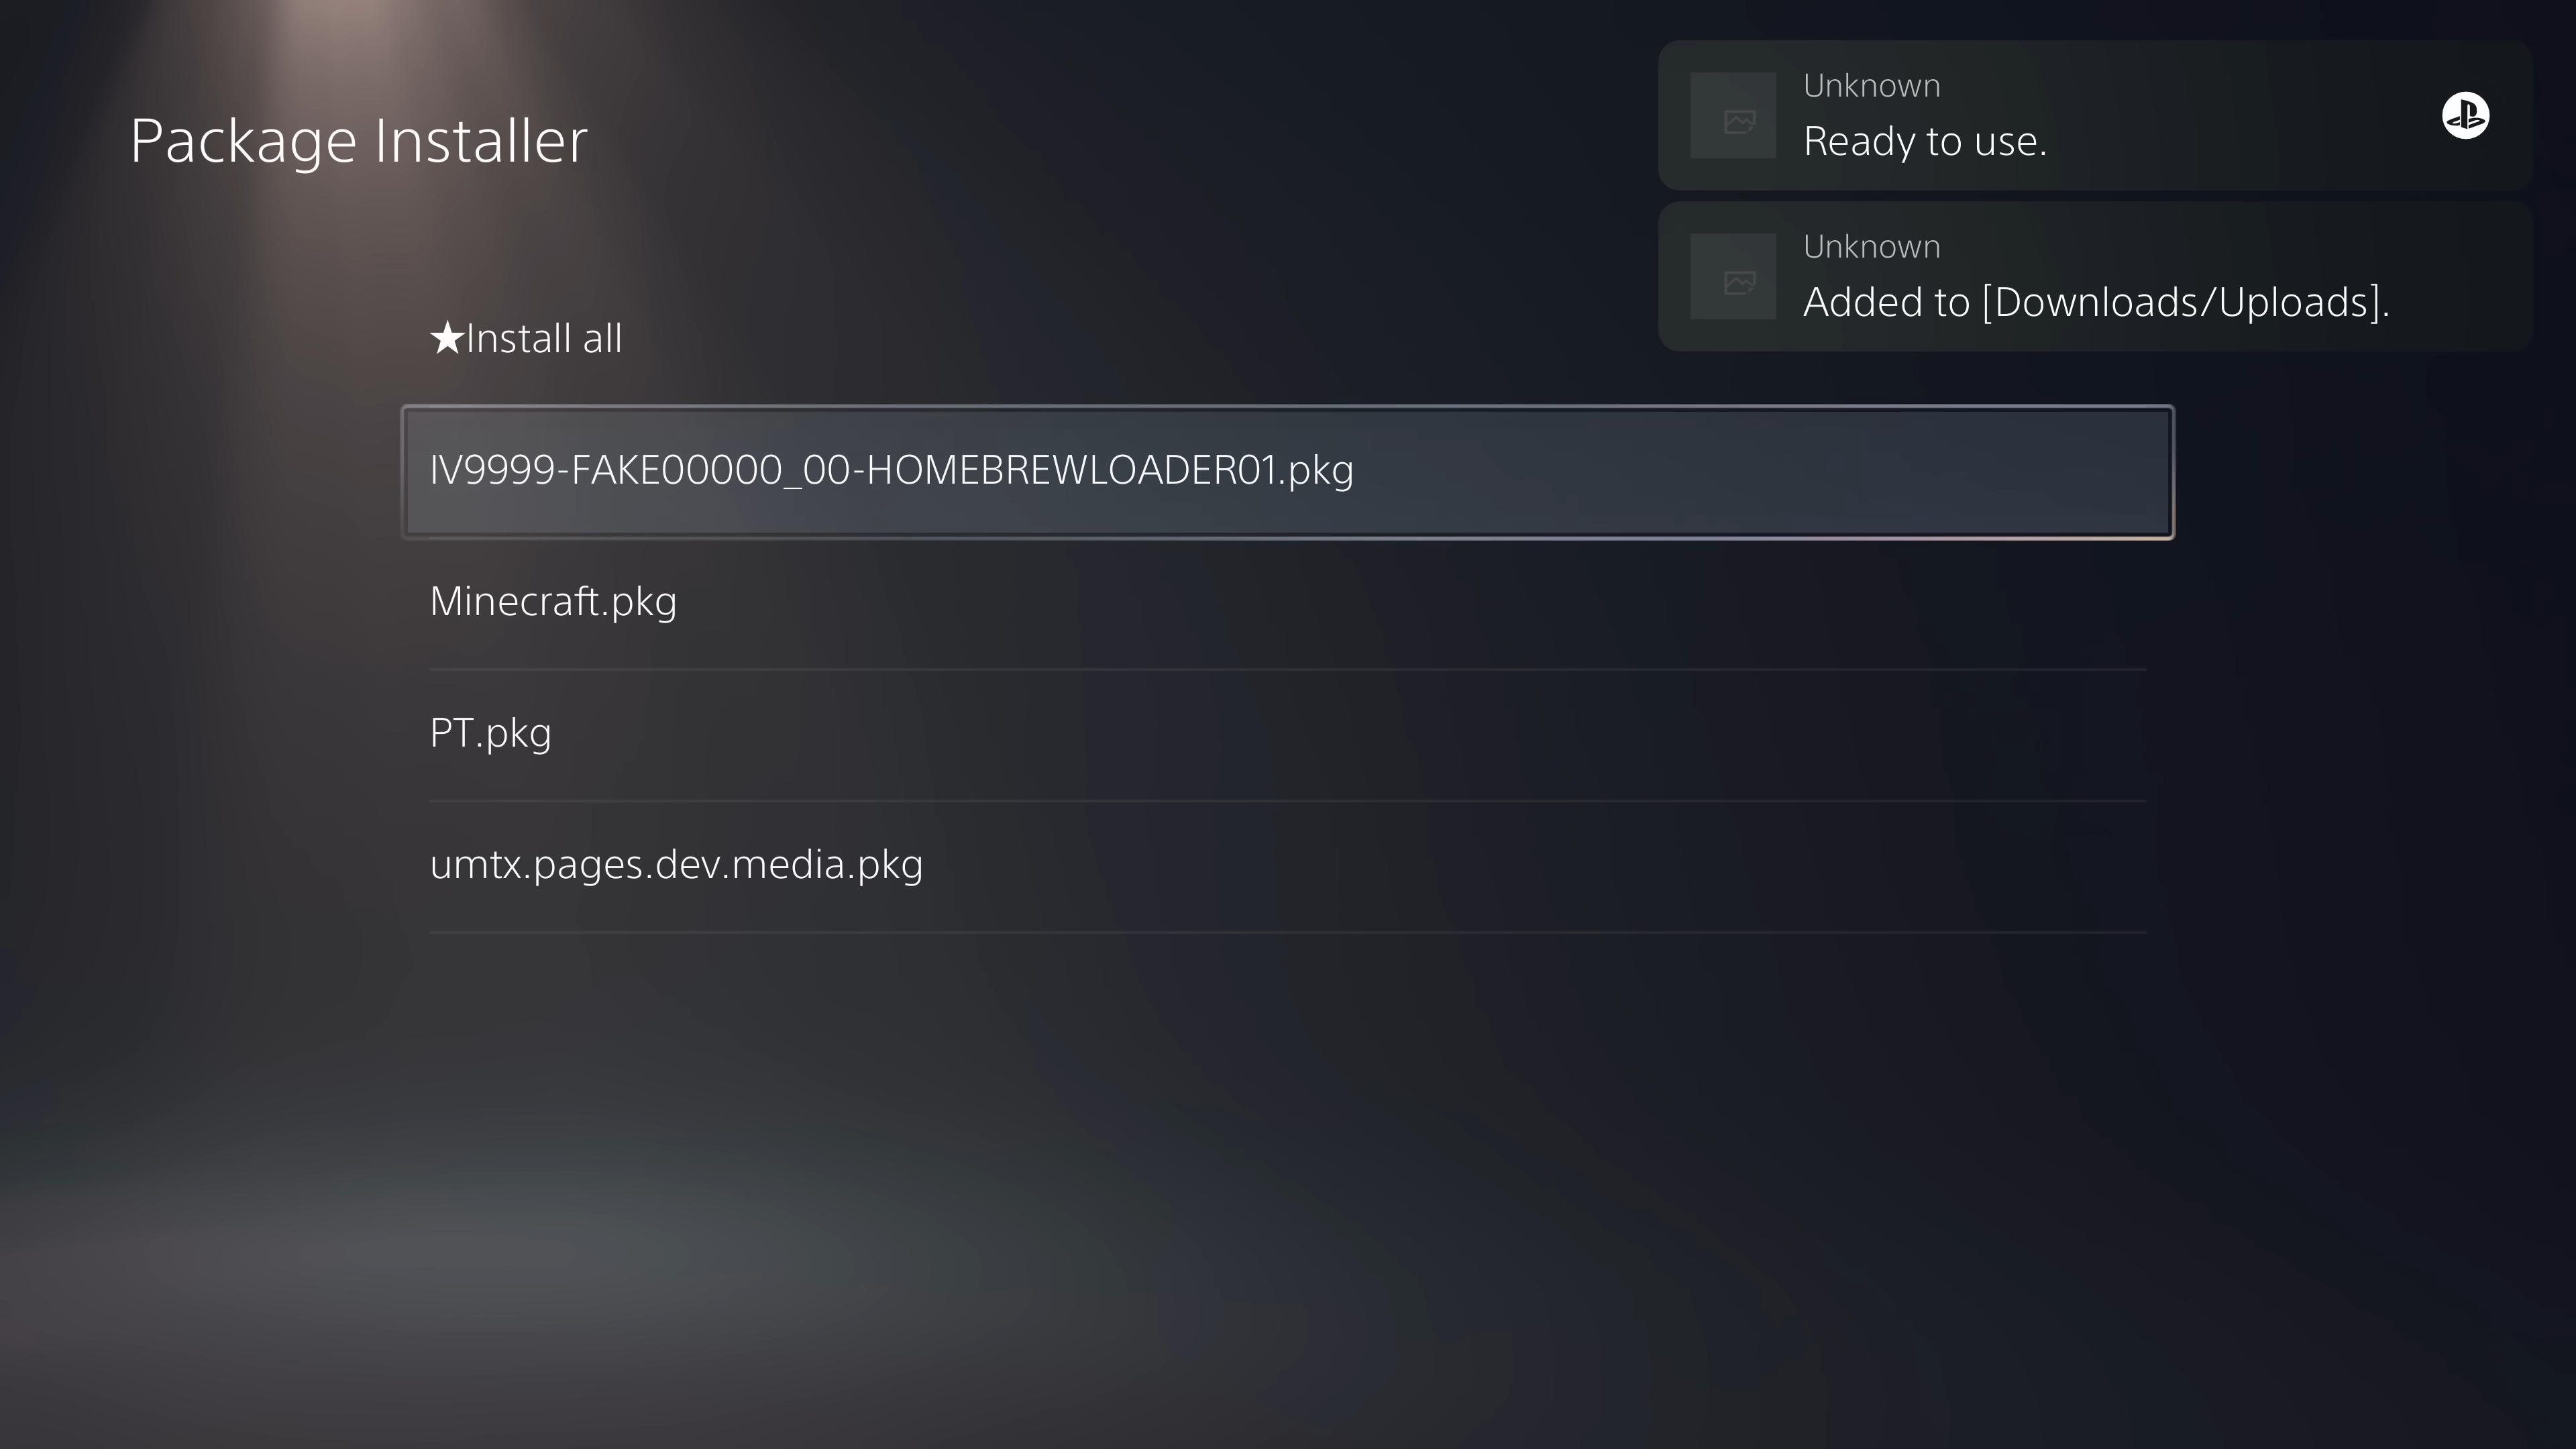 Package Installer
Unknown
Ready to use.
Unknown
Added to [Downloads/Uploads].
★Install all
IV9999-FAKE00000_00-HOMEBREWLOADER01.pkg
Minecraft.pkg
PT.pkg
umtx.pages.dev.media.pkg